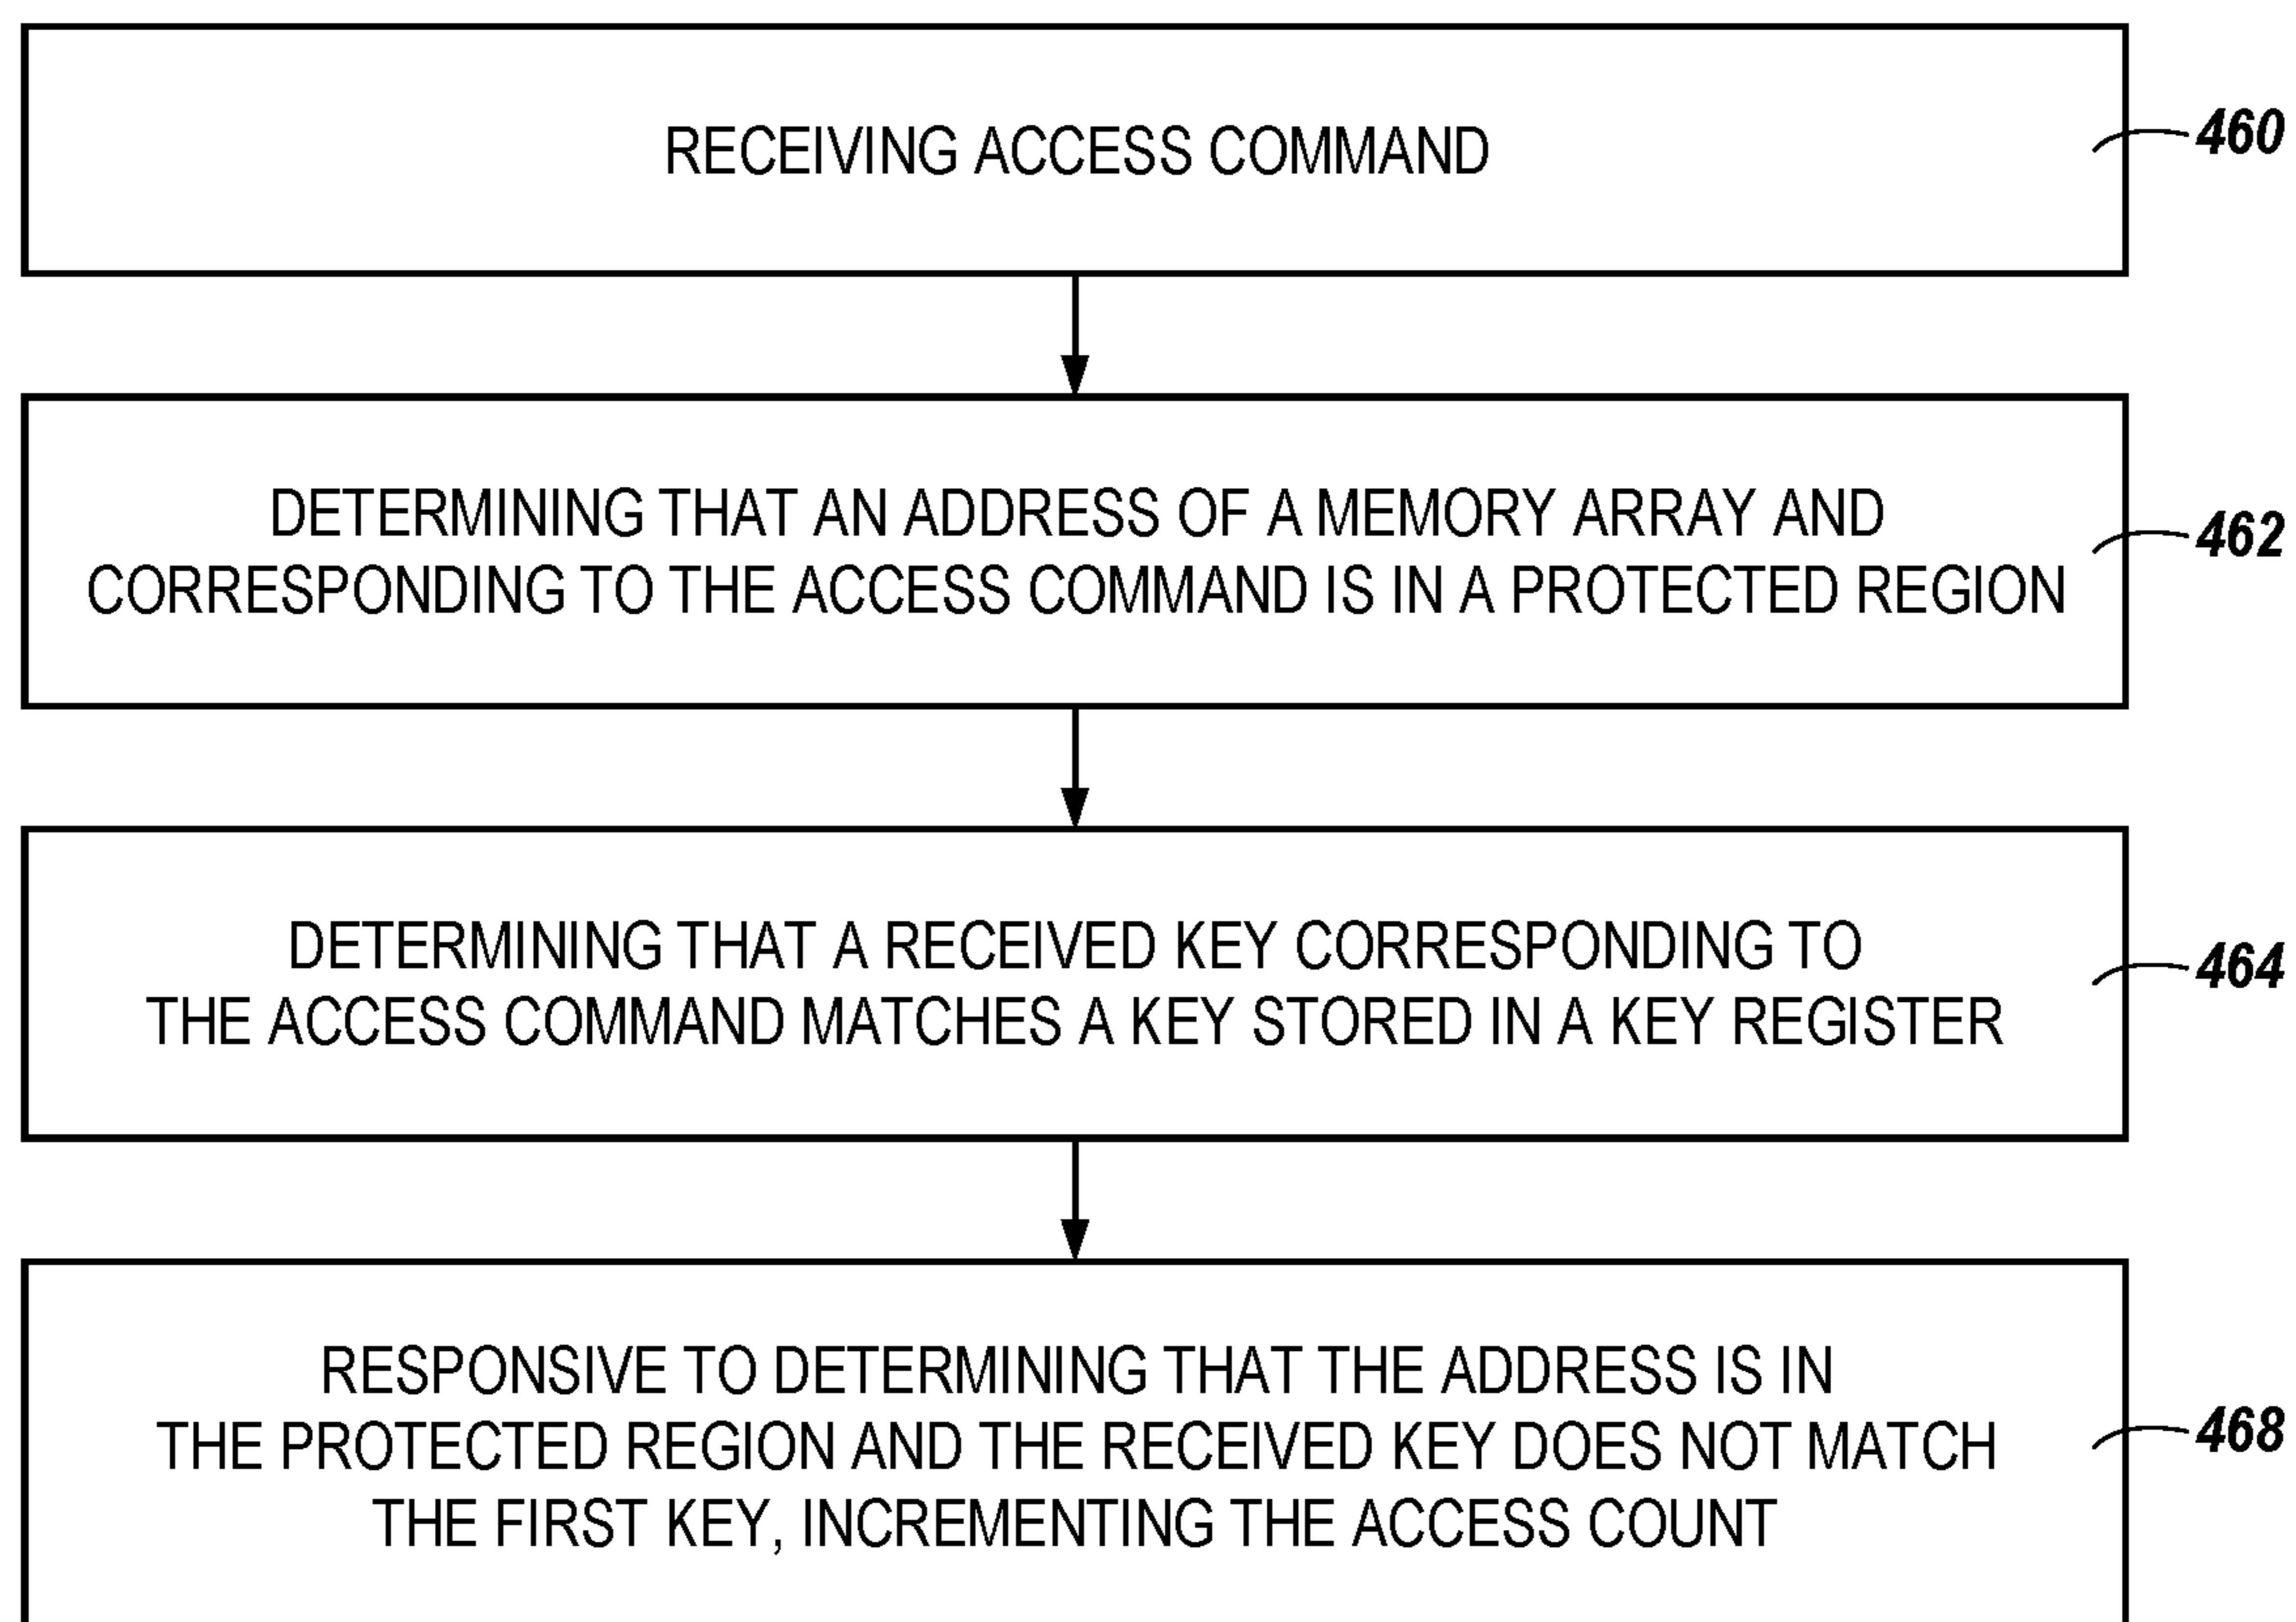 RECEIVING ACCESS COMMAND
460
DETERMINING THAT AN ADDRESS OF A MEMORY ARRAY AND
CORRESPONDING TO THE ACCESS COMMAND IS IN A PROTECTED REGION
462
DETERMINING THAT A RECEIVED KEY CORRESPONDING TO
THE ACCESS COMMAND MATCHES A KEY STORED IN A KEY REGISTER
464
RESPONSIVE TO DETERMINING THAT THE ADDRESS IS IN
THE PROTECTED REGION AND THE RECEIVED KEY DOES NOT MATCH
THE FIRST KEY, INCREMENTING THE ACCESS COUNT
468